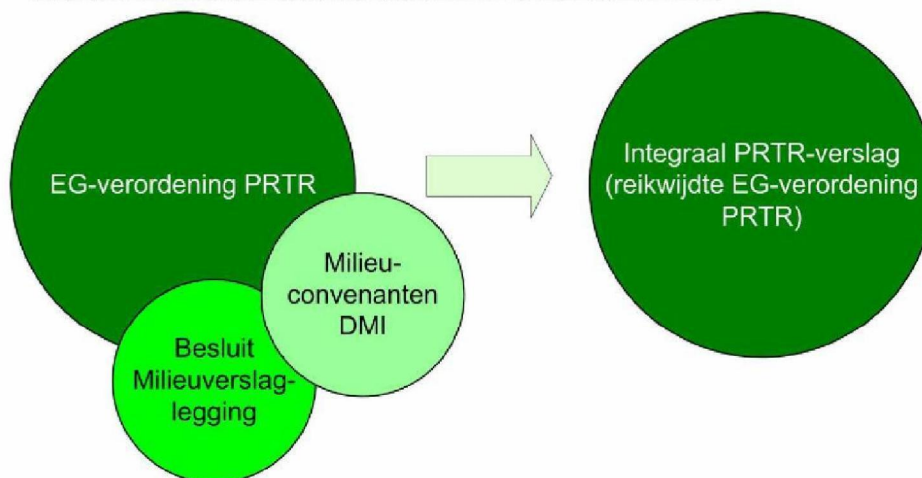 EG-verordening PRTR
Milieu-
convenanten
DMI
Besluit
Milieuverslag-
legging
Integraal PRTR-verslag
(reikwijdte EG-verordening
PRTR)